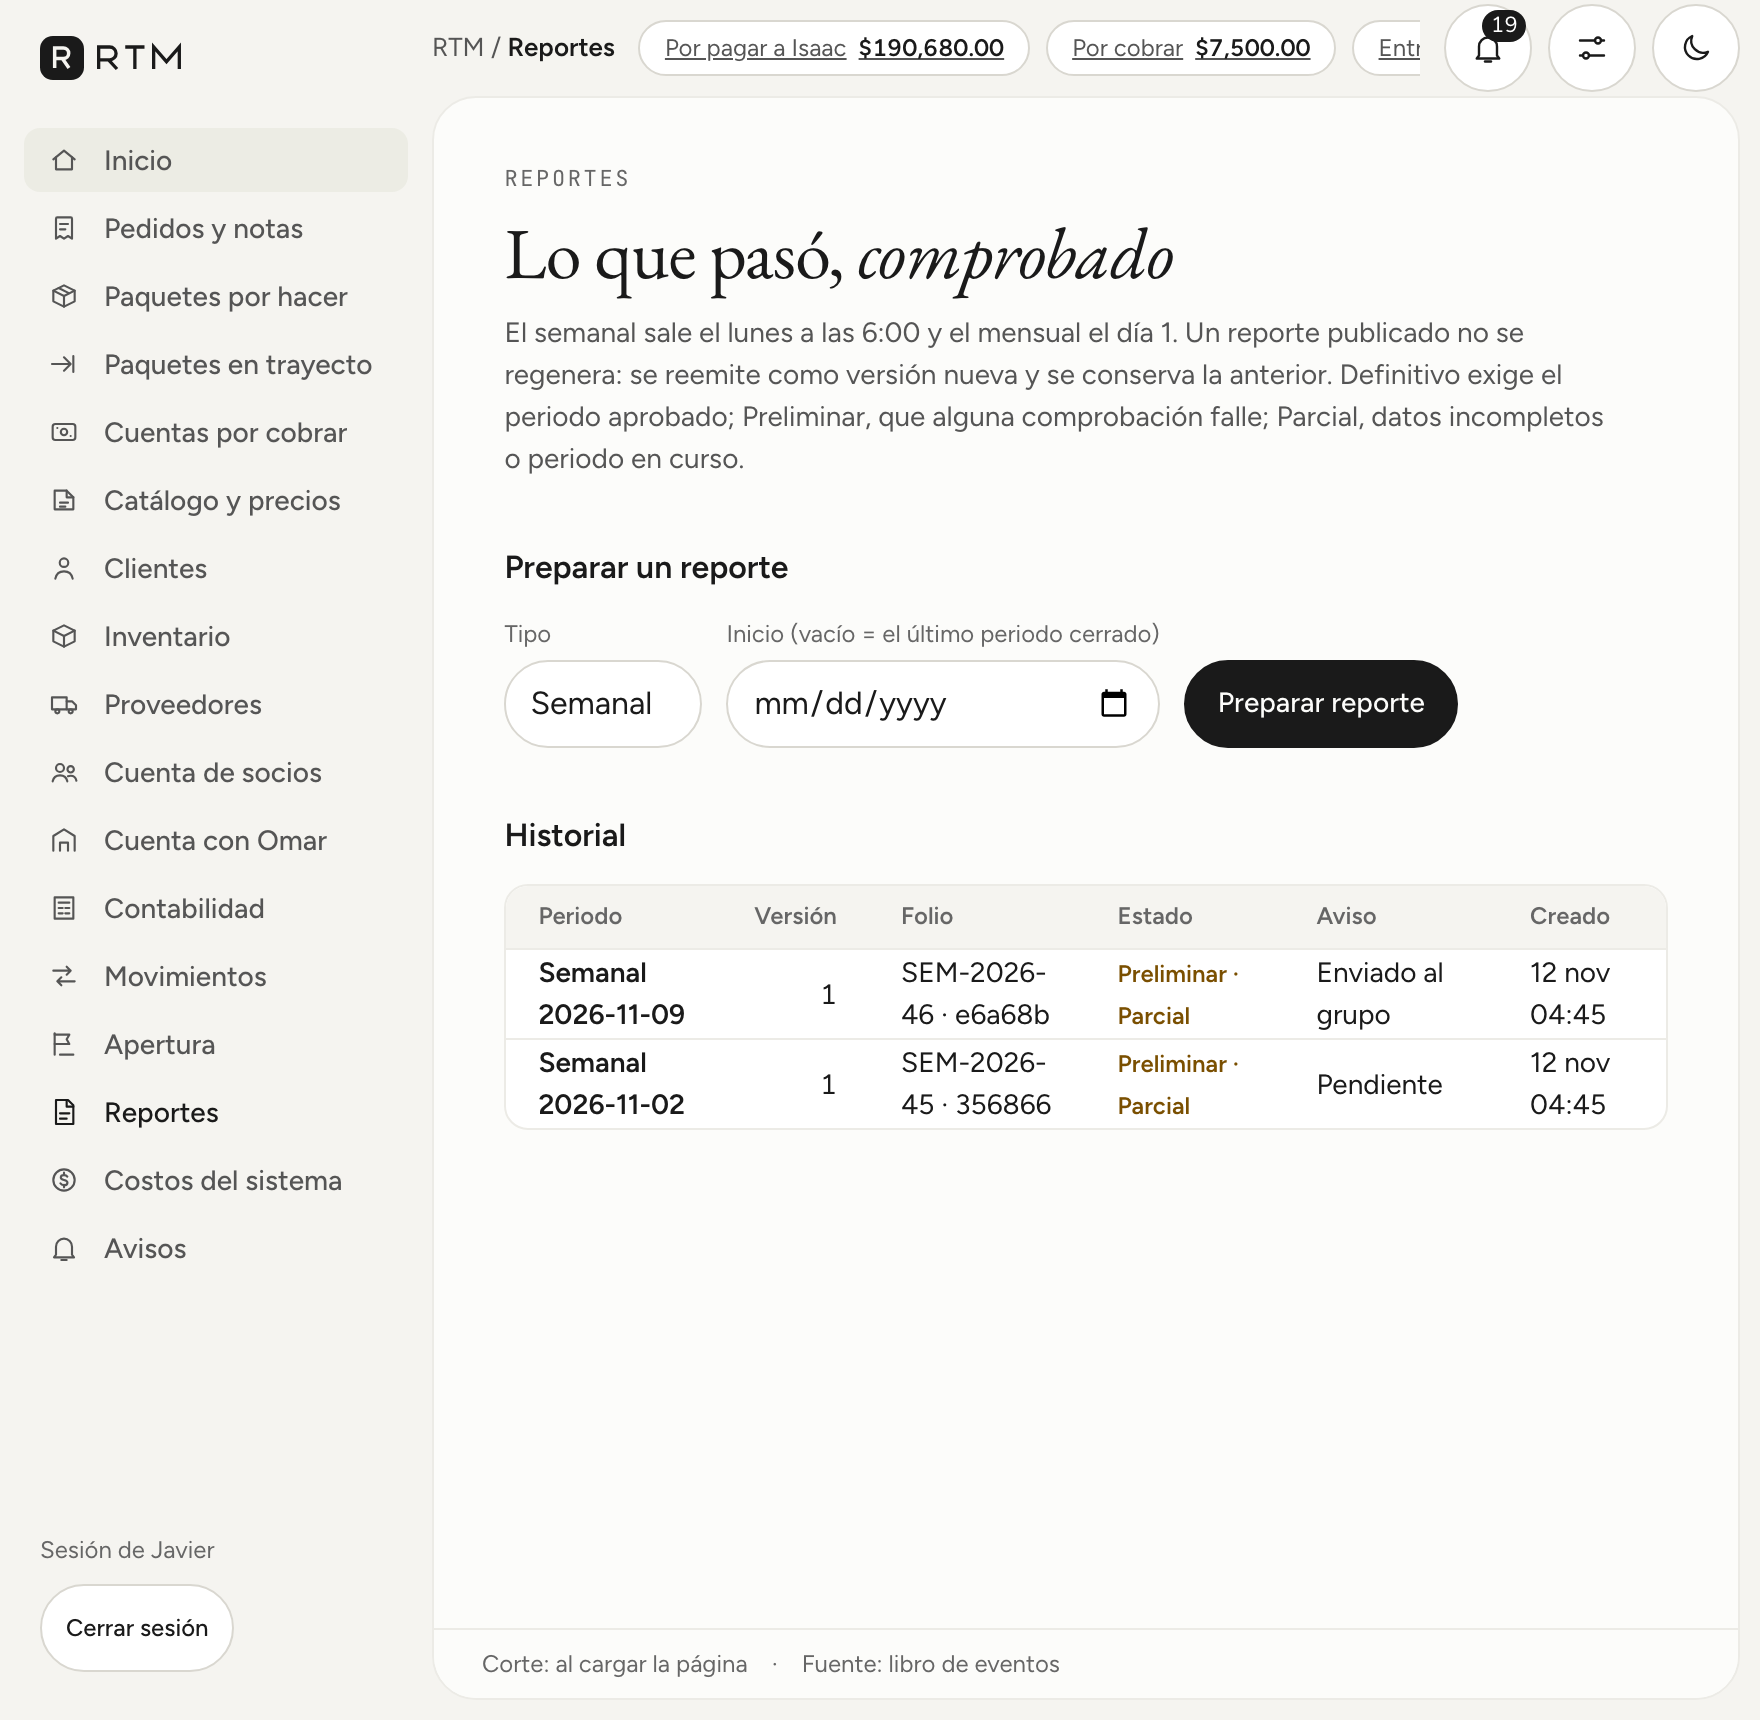 R RTM
Inicio
Pedidos y notas
Paquetes por hacer
Paquetes en trayecto
Cuentas por cobrar
Catálogo y precios
Clientes
Inventario
Proveedores
Cuenta de socios
Cuenta con Omar
Contabilidad
Movimientos
Apertura
Reportes
Costos del sistema
Avisos
Sesión de Javier
Cerrar sesión
RTM / Reportes Por pagar a Isaac $190,680.00 Por cobrar $7,500.00 Entr 19
REPORTES
Lo que pasó, comprobado
El semanal sale el lunes a las 6:00 y el mensual el día 1. Un reporte publicado no se
regenera: se reemite como versión nueva y se conserva la anterior. Definitivo exige el
periodo aprobado; Preliminar, que alguna comprobación falle; Parcial, datos incompletos
o periodo en curso.
Preparar un reporte
Tipo Inicio (vacío = el último periodo cerrado)
Semanal mm/dd/yyyy Preparar reporte
Historial
Periodo Versión Folio Estado Aviso Creado
Semanal SEM-2026- Preliminar · Enviado al 12 nov
2026-11-09 1 46 · e6a68b Parcial grupo 04:45
Semanal SEM-2026- Preliminar · 12 nov
2026-11-02 1 45 · 356866 Parcial Pendiente 04:45
Corte: al cargar la página · Fuente: libro de eventos